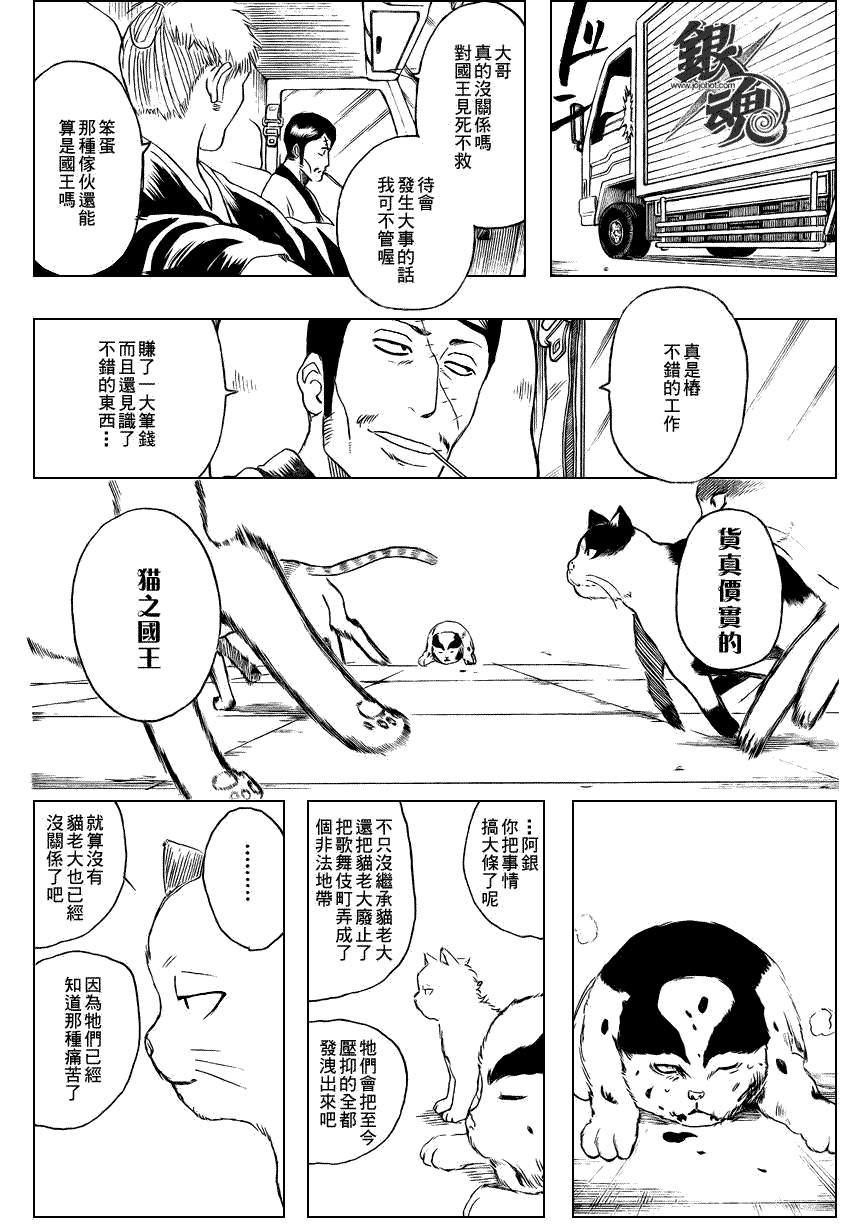 銀魂
www.jojohot.com
大哥
真的沒關係嗎
對國王見死不救
待會
發生大事的話
我可不管喔
笨蛋
那種傢伙還能
算是國王嗎
真是樁
不錯的工作
賺了一大筆錢
而且還見識了
不錯的東西…
貨真價實的
猫之國王
…阿銀
你把事情
搞大條了呢
不只沒繼承貓老大
還把貓老大廢止了
把歌舞伎町弄成了
個非法地帶
牠們會把至今
壓抑的全都
發洩出來吧
………
就算沒有
貓老大也已經
沒關係了吧
因為牠們已經
知道那種痛苦了